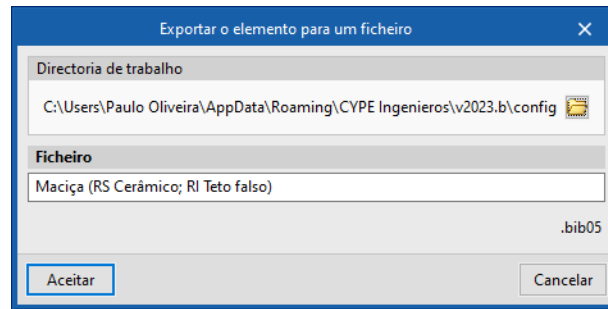 Exportar o elemento para um ficheiro
Directoria de trabalho
C:\Users\Paulo Oliveira\AppData\Roaming\CYPE Ingenieros\v2023.b\config
Ficheiro
Maciça (RS Cerâmico; RI Teto falso)
.bib05
Aceitar
Cancelar